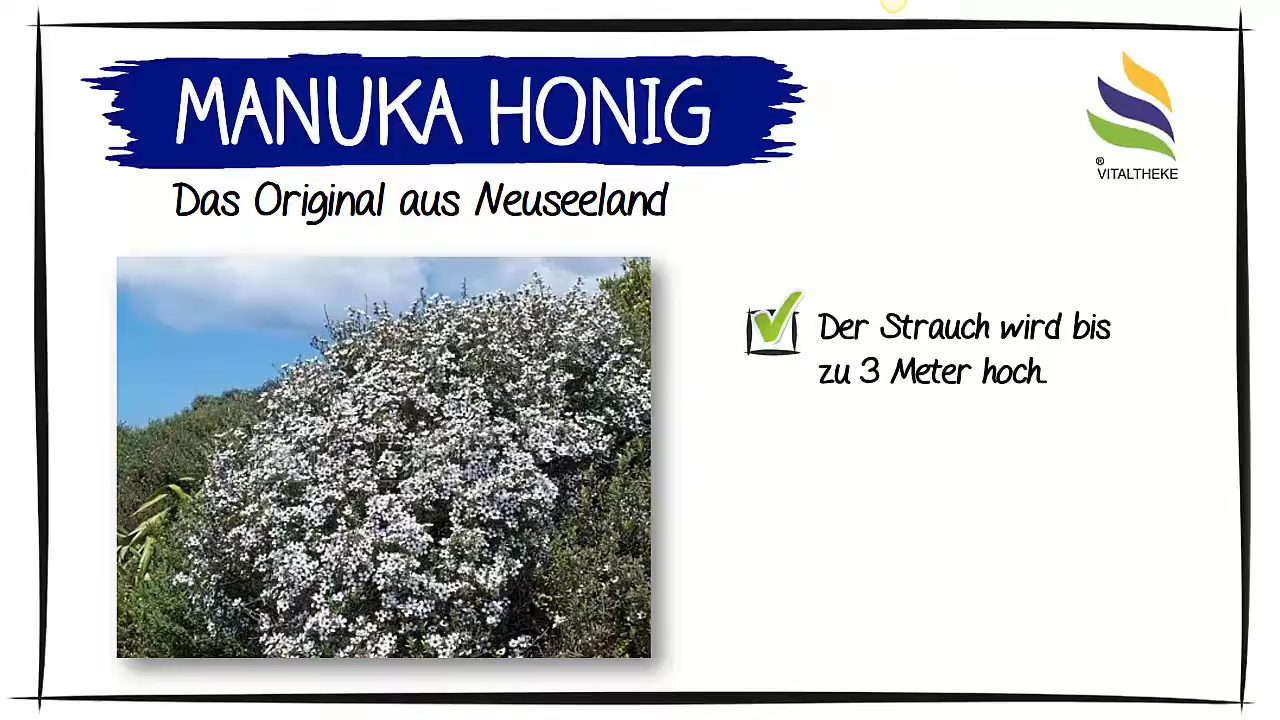 MANUKA HONIG
Das Original aus Neuseeland
®
VITALTHEKE
Der Strauch wird bis
zu 3 Meter hoch.